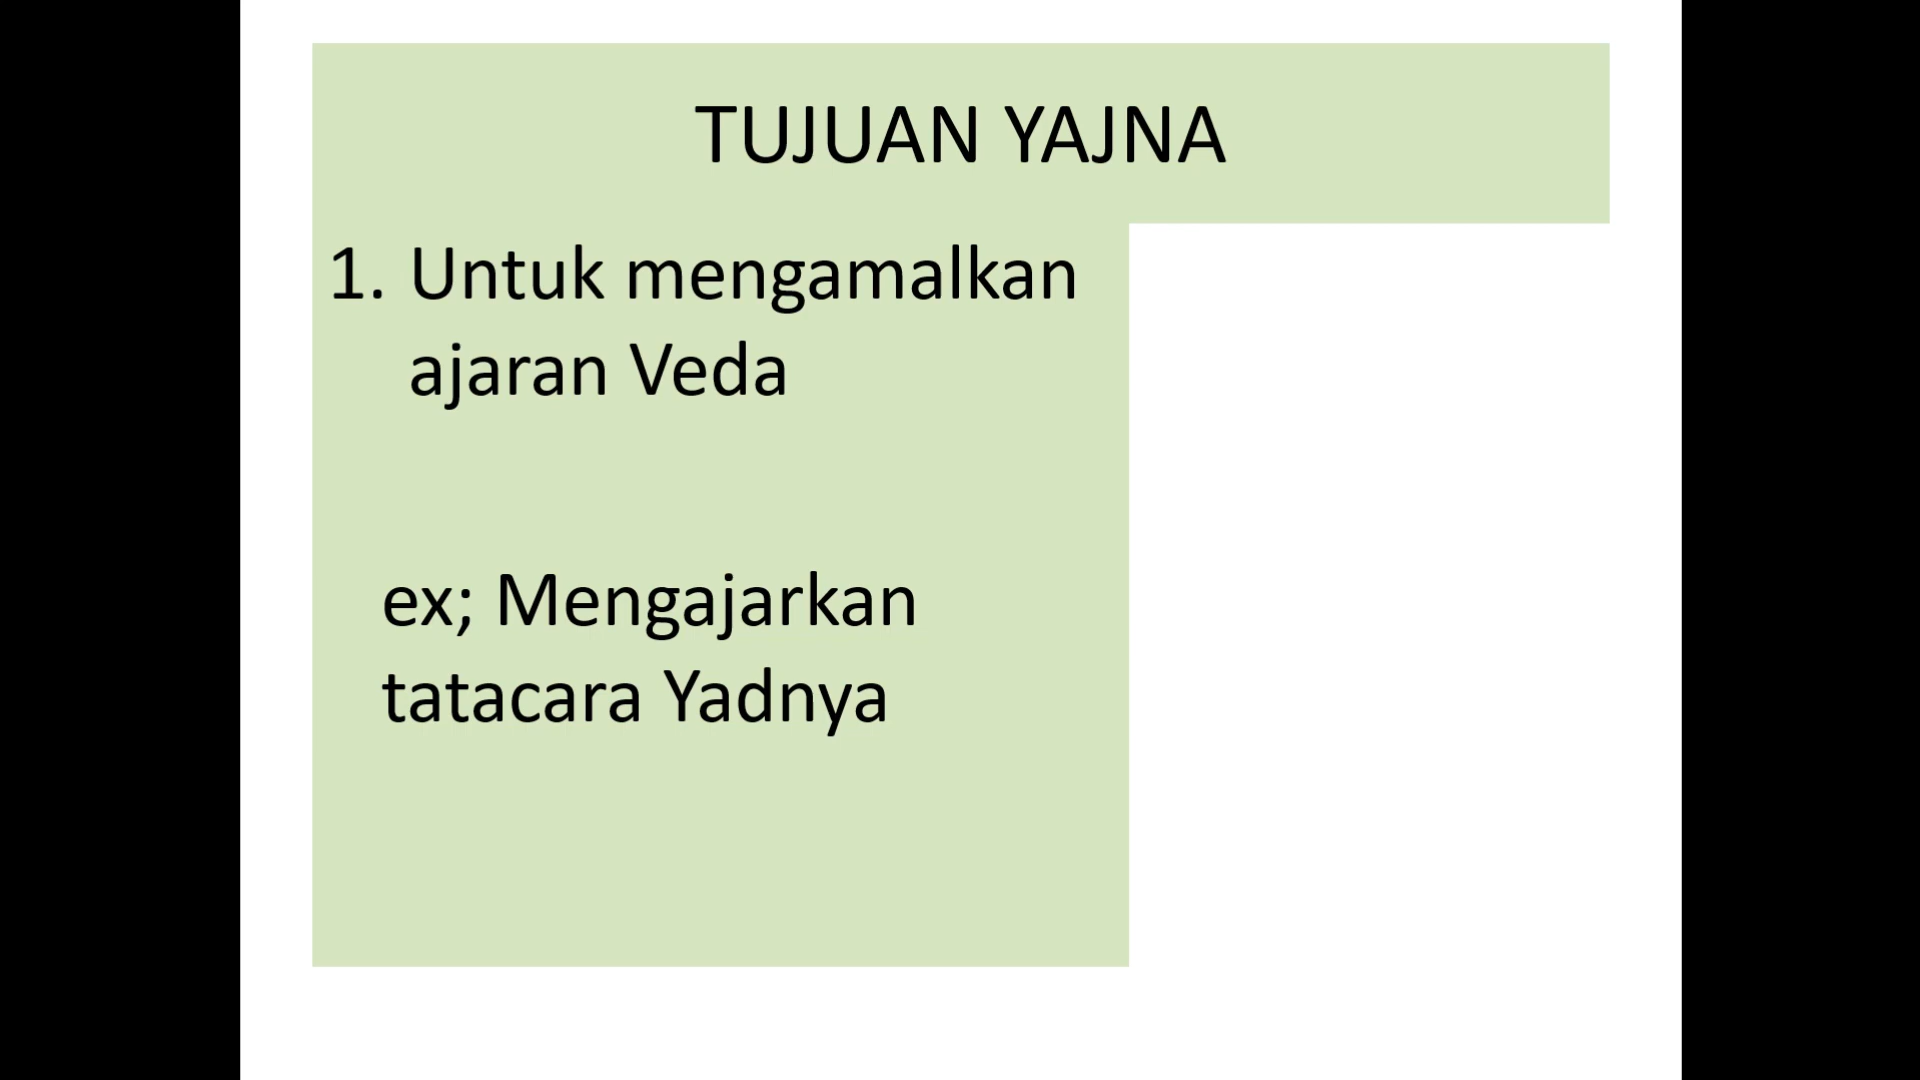 TUJUAN YAJNA
1. Untuk mengamalkan
ajaran Veda
ex; Mengajarkan
tatacara Yadnya